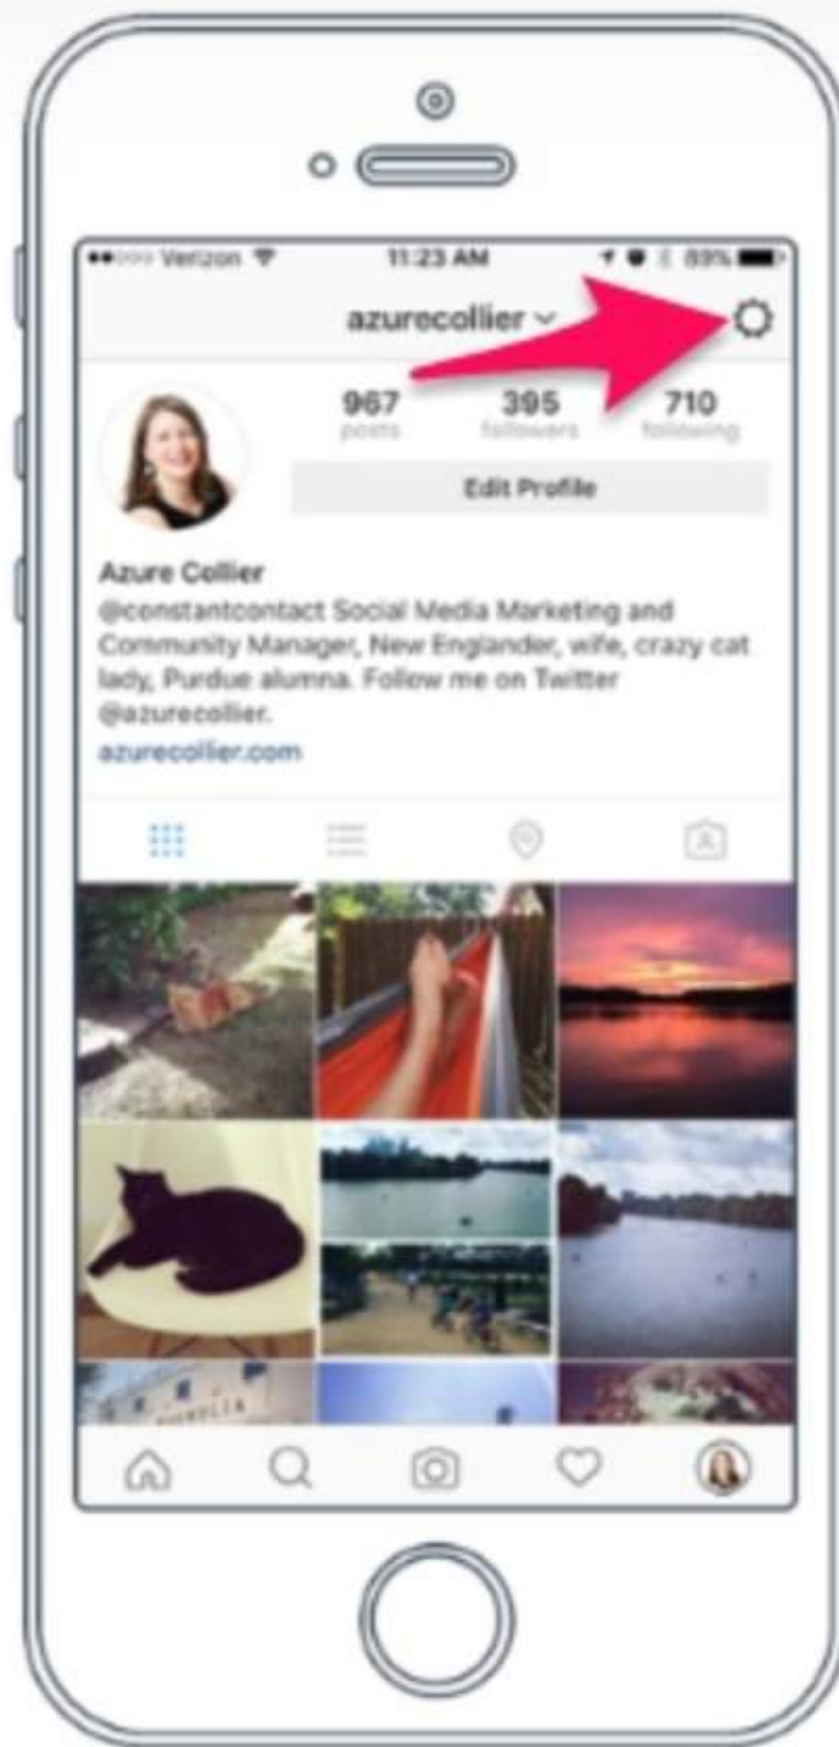 Verizon 11:23 AM 89%
azurecollier
967 395 710
posts followers following
Edit Profile
Azure Collier
@constantcontact Social Media Marketing and
Community Manager, New Englander, wife, crazy cat
lady, Purdue alumna. Follow me on Twitter
@azurecollier.
azurecollier.com